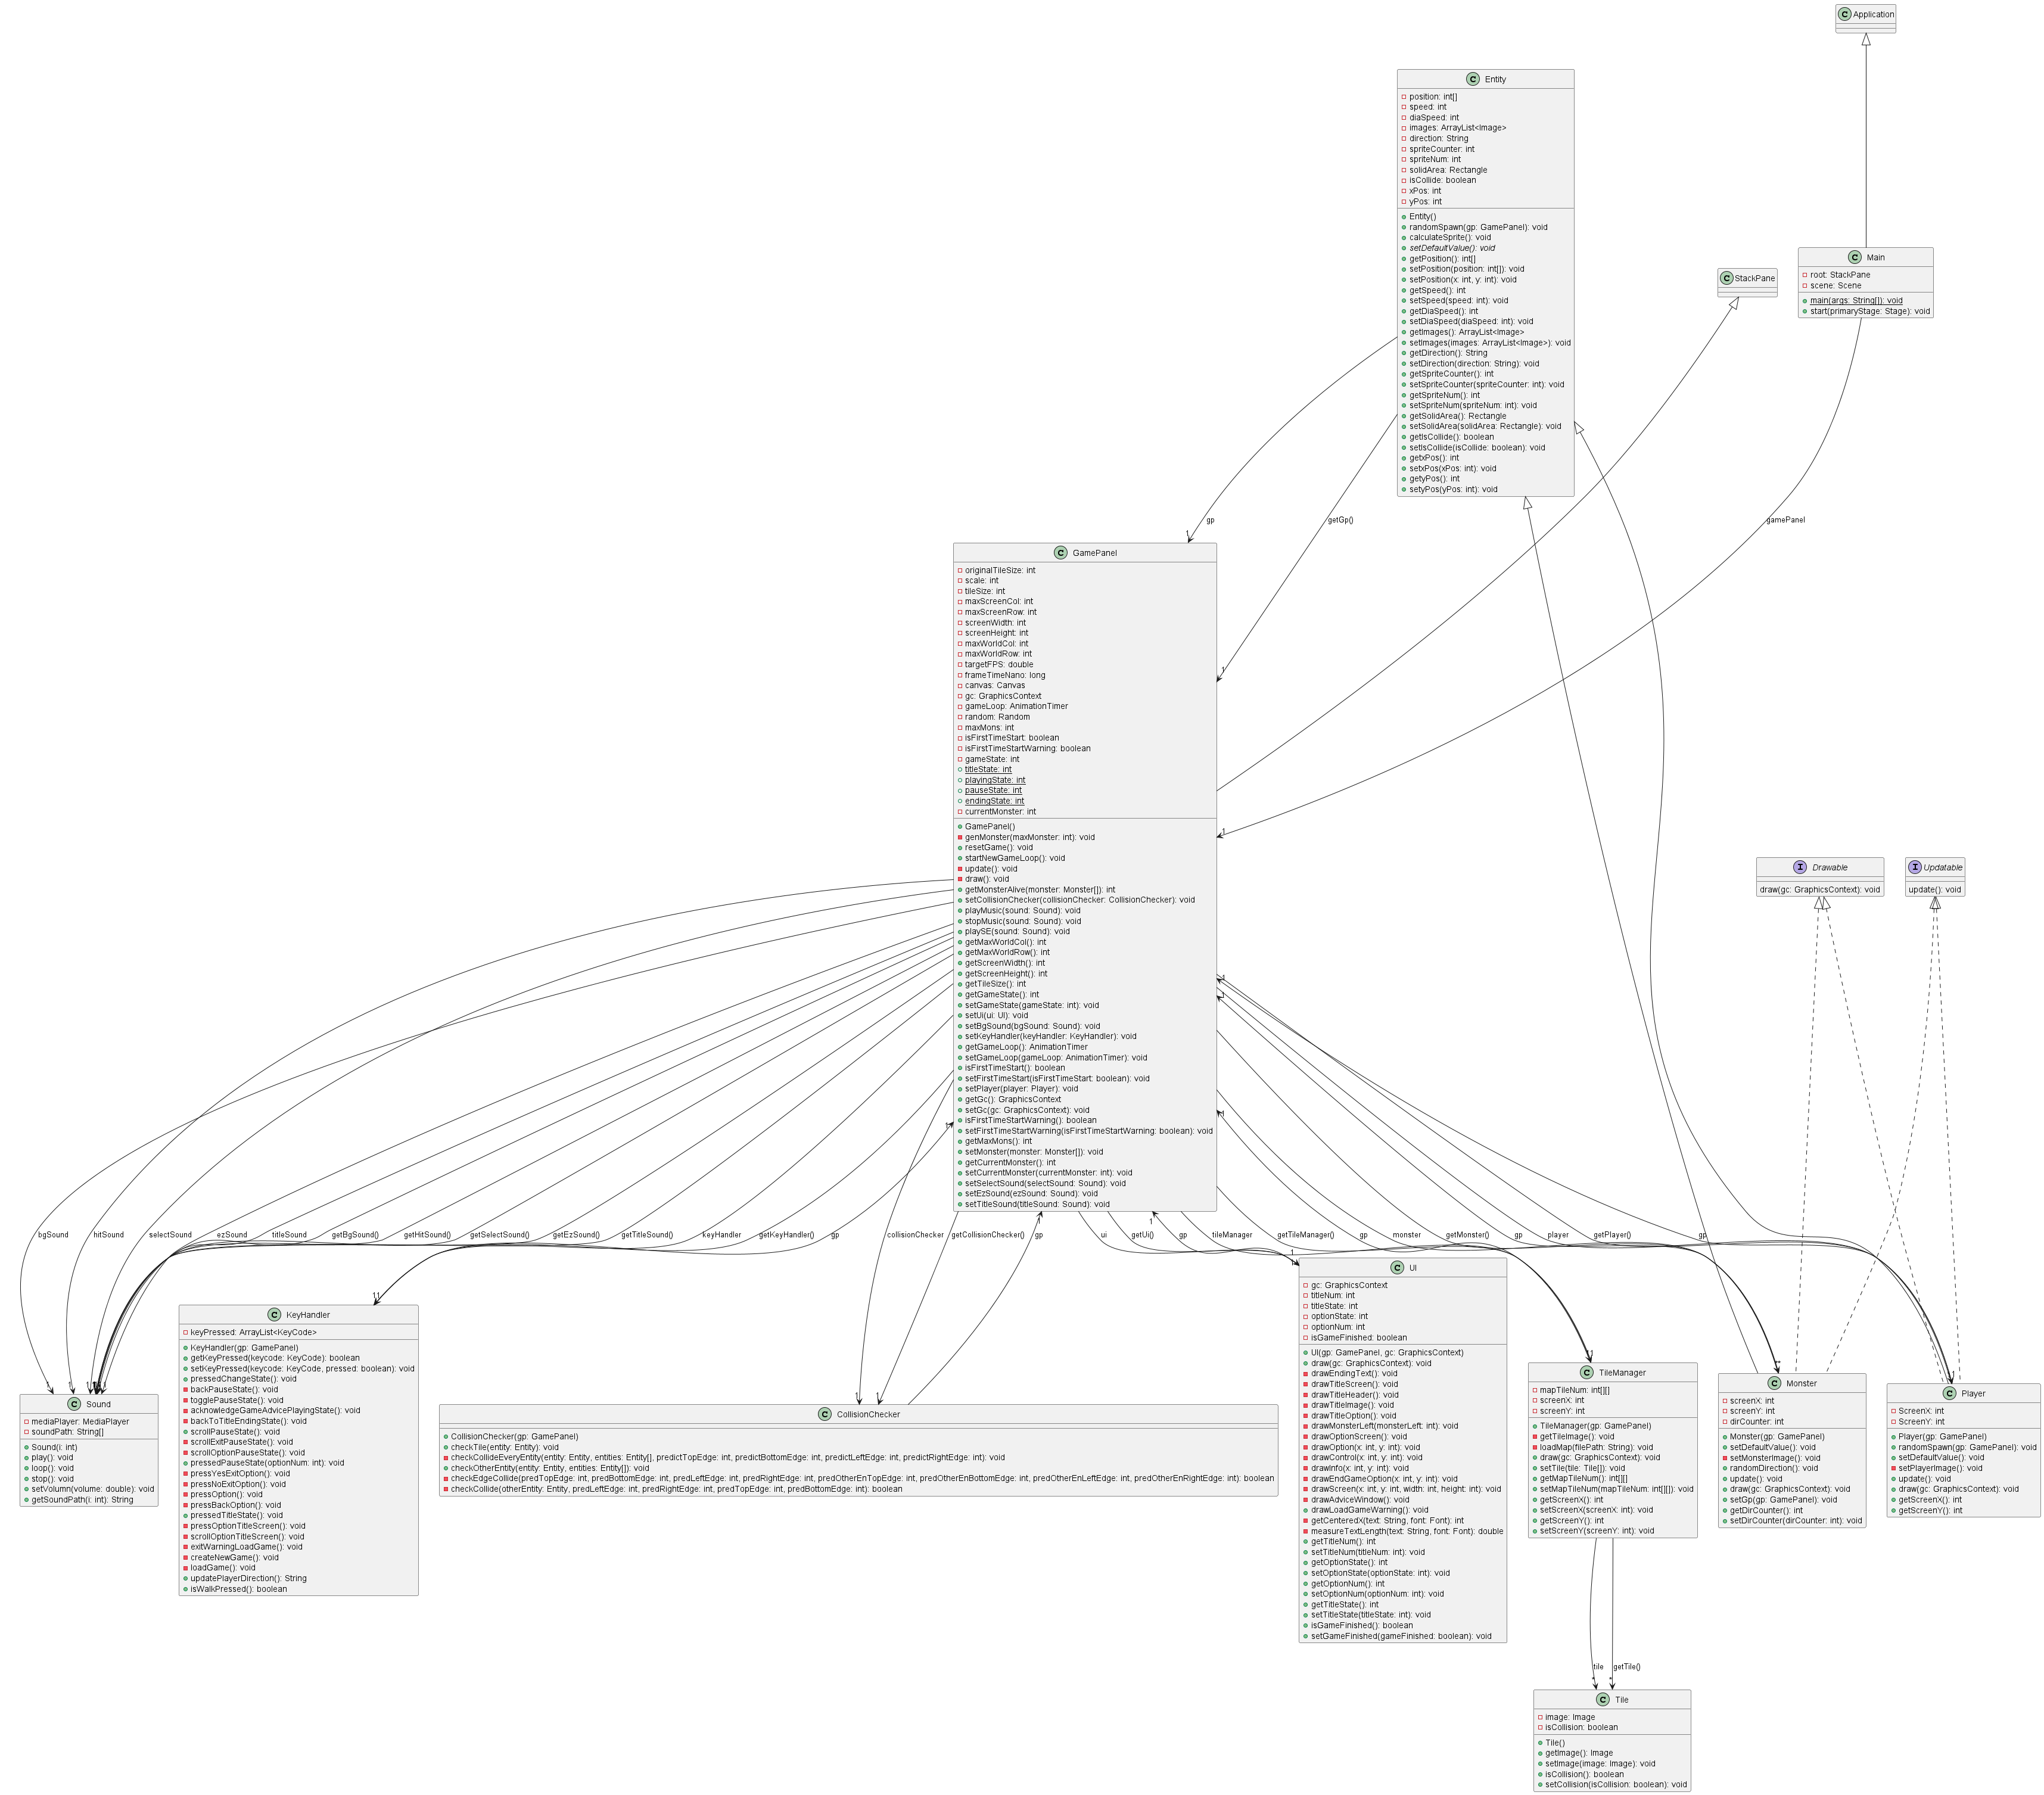 Application
Entity
position: int[]
speed: int
diaSpeed: int
images: ArrayList<Image>
direction: String
spriteCounter: int
spriteNum: int
solidArea: Rectangle
isCollide: boolean
xPos: int
yPos: int
Entity()
randomSpawn(gp: GamePanel): void
calculateSprite(): void
setDefaultValue(): void
getPosition(): int[]
setPosition(position: int[]): void
setPosition(x: int, y: int): void
getSpeed(): int
setSpeed(speed: int): void
getDiaSpeed(): int
setDiaSpeed(diaSpeed: int): void
getImages(): ArrayList<Image>
setImages(images: ArrayList<Image>): void
getDirection(): String
setDirection(direction: String): void
getSpriteCounter(): int
setSpriteCounter(spriteCounter: int): void
getSpriteNum(): int
setSpriteNum(spriteNum: int): void
getSolidArea(): Rectangle
setSolidArea(solidArea: Rectangle): void
getIsCollide(): boolean
setIsCollide(isCollide: boolean): void
getxPos(): int
setxPos(xPos: int): void
getyPos(): int
setyPos(yPos: int): void
Main
root: StackPane
scene: Scene
main(args: String[]): void
start(primaryStage: Stage): void
StackPane
gp
getGp()
gamePanel
1
1
1
GamePanel
originalTileSize: int
scale: int
tileSize: int
maxScreenCol: int
maxScreenRow: int
screenWidth: int
screenHeight: int
maxWorldCol: int
maxWorldRow: int
targetFPS: double
frameTimeNano: long
canvas: Canvas
gc: GraphicsContext
gameLoop: AnimationTimer
random: Random
maxMons: int
isFirstTimeStart: boolean
isFirstTimeStartWarning: boolean
gameState: int
titleState: int
playingState: int
pauseState: int
endingState: int
currentMonster: int
GamePanel()
genMonster(maxMonster: int): void
resetGame(): void
startNewGameLoop(): void
update(): void
draw(): void
getMonsterAlive(monster: Monster[]): int
setCollisionChecker(collisionChecker: CollisionChecker): void
playMusic(sound: Sound): void
stopMusic(sound: Sound): void
playSE(sound: Sound): void
getMaxWorldCol(): int
getMaxWorldRow(): int
getScreenWidth(): int
getScreenHeight(): int
getTileSize(): int
getGameState(): int
setGameState(gameState: int): void
setUi(ui: UI): void
setBgSound(bgSound: Sound): void
setKeyHandler(keyHandler: KeyHandler): void
getGameLoop(): AnimationTimer
setGameLoop(gameLoop: AnimationTimer): void
isFirstTimeStart(): boolean
setFirstTimeStart(isFirstTimeStart: boolean): void
setPlayer(player: Player): void
getGc(): GraphicsContext
setGc(gc: GraphicsContext): void
isFirstTimeStartWarning(): boolean
setFirstTimeStartWarning(isFirstTimeStartWarning: boolean): void
getMaxMons(): int
setMonster(monster: Monster[]): void
getCurrentMonster(): int
setCurrentMonster(currentMonster: int): void
setSelectSound(selectSound: Sound): void
setEzSound(ezSound: Sound): void
setTitleSound(titleSound: Sound): void
Drawable
draw(gc: GraphicsContext): void
Updatable
update(): void
bgSound
hitSound
selectSound
ezSound
titleSound
getBgSound()
getHitSound()
getSelectSound()
getEzSound()
getTitleSound()
keyHandler
getKeyHandler()
gp
collisionChecker
getCollisionChecker()
gp
ui
getUi()
gp
tileManager
getTileManager()
gp
monster
getMonster()
gp
player
getPlayer()
gp
Sound
mediaPlayer: MediaPlayer
soundPath: String[]
Sound(i: int)
play(): void
loop(): void
stop(): void
setVolumn(volume: double): void
getSoundPath(i: int): String
KeyHandler
keyPressed: ArrayList<KeyCode>
KeyHandler(gp: GamePanel)
getKeyPressed(keycode: KeyCode): boolean
setKeyPressed(keycode: KeyCode, pressed: boolean): void
pressedChangeState(): void
backPauseState(): void
togglePauseState(): void
acknowledgeGameAdvicePlayingState(): void
backToTitleEndingState(): void
scrollPauseState(): void
scrollExitPauseState(): void
scrollOptionPauseState(): void
pressedPauseState(optionNum: int): void
pressYesExitOption(): void
pressNoExitOption(): void
pressOption(): void
pressBackOption(): void
pressedTitleState(): void
pressOptionTitleScreen(): void
scrollOptionTitleScreen(): void
exitWarningLoadGame(): void
createNewGame(): void
loadGame(): void
updatePlayerDirection(): String
isWalkPressed(): boolean
CollisionChecker
CollisionChecker(gp: GamePanel)
checkTile(entity: Entity): void
checkCollideEveryEntity(entity: Entity, entities: Entity[], predictTopEdge: int, predictBottomEdge: int, predictLeftEdge: int, predictRightEdge: int): void
checkOtherEntity(entity: Entity, entities: Entity[]): void
checkEdgeCollide(predTopEdge: int, predBottomEdge: int, predLeftEdge: int, predRightEdge: int, predOtherEnTopEdge: int, predOtherEnBottomEdge: int, predOtherEnLeftEdge: int, predOtherEnRightEdge: int): boolean
checkCollide(otherEntity: Entity, predLeftEdge: int, predRightEdge: int, predTopEdge: int, predBottomEdge: int): boolean
UI
gc: GraphicsContext
titleNum: int
titleState: int
optionState: int
optionNum: int
isGameFinished: boolean
UI(gp: GamePanel, gc: GraphicsContext)
draw(gc: GraphicsContext): void
drawEndingText(): void
drawTitleScreen(): void
drawTitleHeader(): void
drawTitleImage(): void
drawTitleOption(): void
drawMonsterLeft(monsterLeft: int): void
drawOptionScreen(): void
drawOption(x: int, y: int): void
drawControl(x: int, y: int): void
drawInfo(x: int, y: int): void
drawEndGameOption(x: int, y: int): void
drawScreen(x: int, y: int, width: int, height: int): void
drawAdviceWindow(): void
drawLoadGameWarning(): void
getCenteredX(text: String, font: Font): int
measureTextLength(text: String, font: Font): double
getTitleNum(): int
setTitleNum(titleNum: int): void
getOptionState(): int
setOptionState(optionState: int): void
getOptionNum(): int
setOptionNum(optionNum: int): void
getTitleState(): int
setTitleState(titleState: int): void
isGameFinished(): boolean
setGameFinished(gameFinished: boolean): void
TileManager
mapTileNum: int[][]
screenX: int
screenY: int
TileManager(gp: GamePanel)
getTileImage(): void
loadMap(filePath: String): void
draw(gc: GraphicsContext): void
setTile(tile: Tile[]): void
getMapTileNum(): int[][]
setMapTileNum(mapTileNum: int[][]): void
getScreenX(): int
setScreenX(screenX: int): void
getScreenY(): int
setScreenY(screenY: int): void
Monster
screenX: int
screenY: int
dirCounter: int
Monster(gp: GamePanel)
setDefaultValue(): void
setMonsterImage(): void
randomDirection(): void
update(): void
draw(gc: GraphicsContext): void
setGp(gp: GamePanel): void
getDirCounter(): int
setDirCounter(dirCounter: int): void
Player
ScreenX: int
ScreenY: int
Player(gp: GamePanel)
randomSpawn(gp: GamePanel): void
setDefaultValue(): void
setPlayerImage(): void
update(): void
draw(gc: GraphicsContext): void
getScreenX(): int
getScreenY(): int
tile
getTile()
Tile
image: Image
isCollision: boolean
Tile()
getImage(): Image
setImage(image: Image): void
isCollision(): boolean
setCollision(isCollision: boolean): void